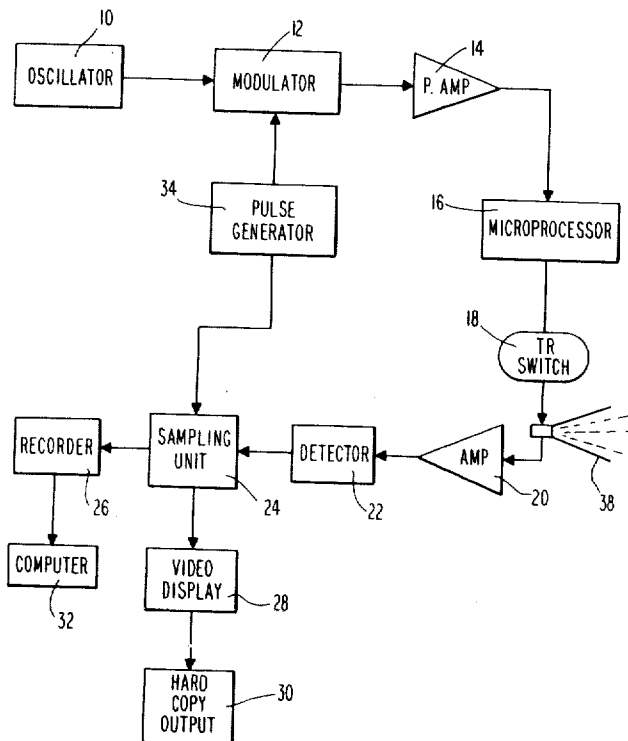 10
OSCILLATOR
12
MODULATOR
14
P. AMP
34
PULSE
GENERATOR
16
MICROPROCESSOR
18
TR
SWITCH
RECORDER
26
SAMPLING
UNIT
24
DETECTOR
22
AMP
20
38
COMPUTER
32
VIDEO
DISPLAY
28
HARD
COPY
OUTPUT
30